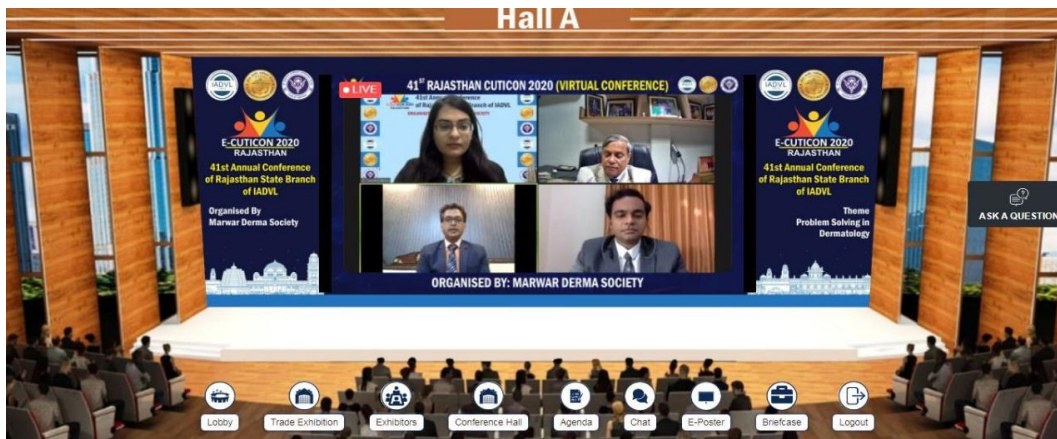 Hall A
IADVL
E-CUTICON 2020
RAJASTHAN
41st Annual Conference
of Rajasthan State Branch
of IADVL
Organised By
Marwar Derma Society
LIVE
41ST RAJASTHAN CUTICON 2020 (VIRTUAL CONFERENCE)
41st Annual Conference
ORGANISED BY: MARWAR DERMA SOCIETY
IADVL
E-CUTICON 2020
RAJASTHAN
41st Annual Conference
of Rajasthan State Branch
of IADVL
Theme
Problem Solving in
Dermatology
ASK A QUESTION
Lobby
Trade Exhibition
Exhibitors
Conference Hall
Agenda
Chat
E-Poster
Briefcase
Logout